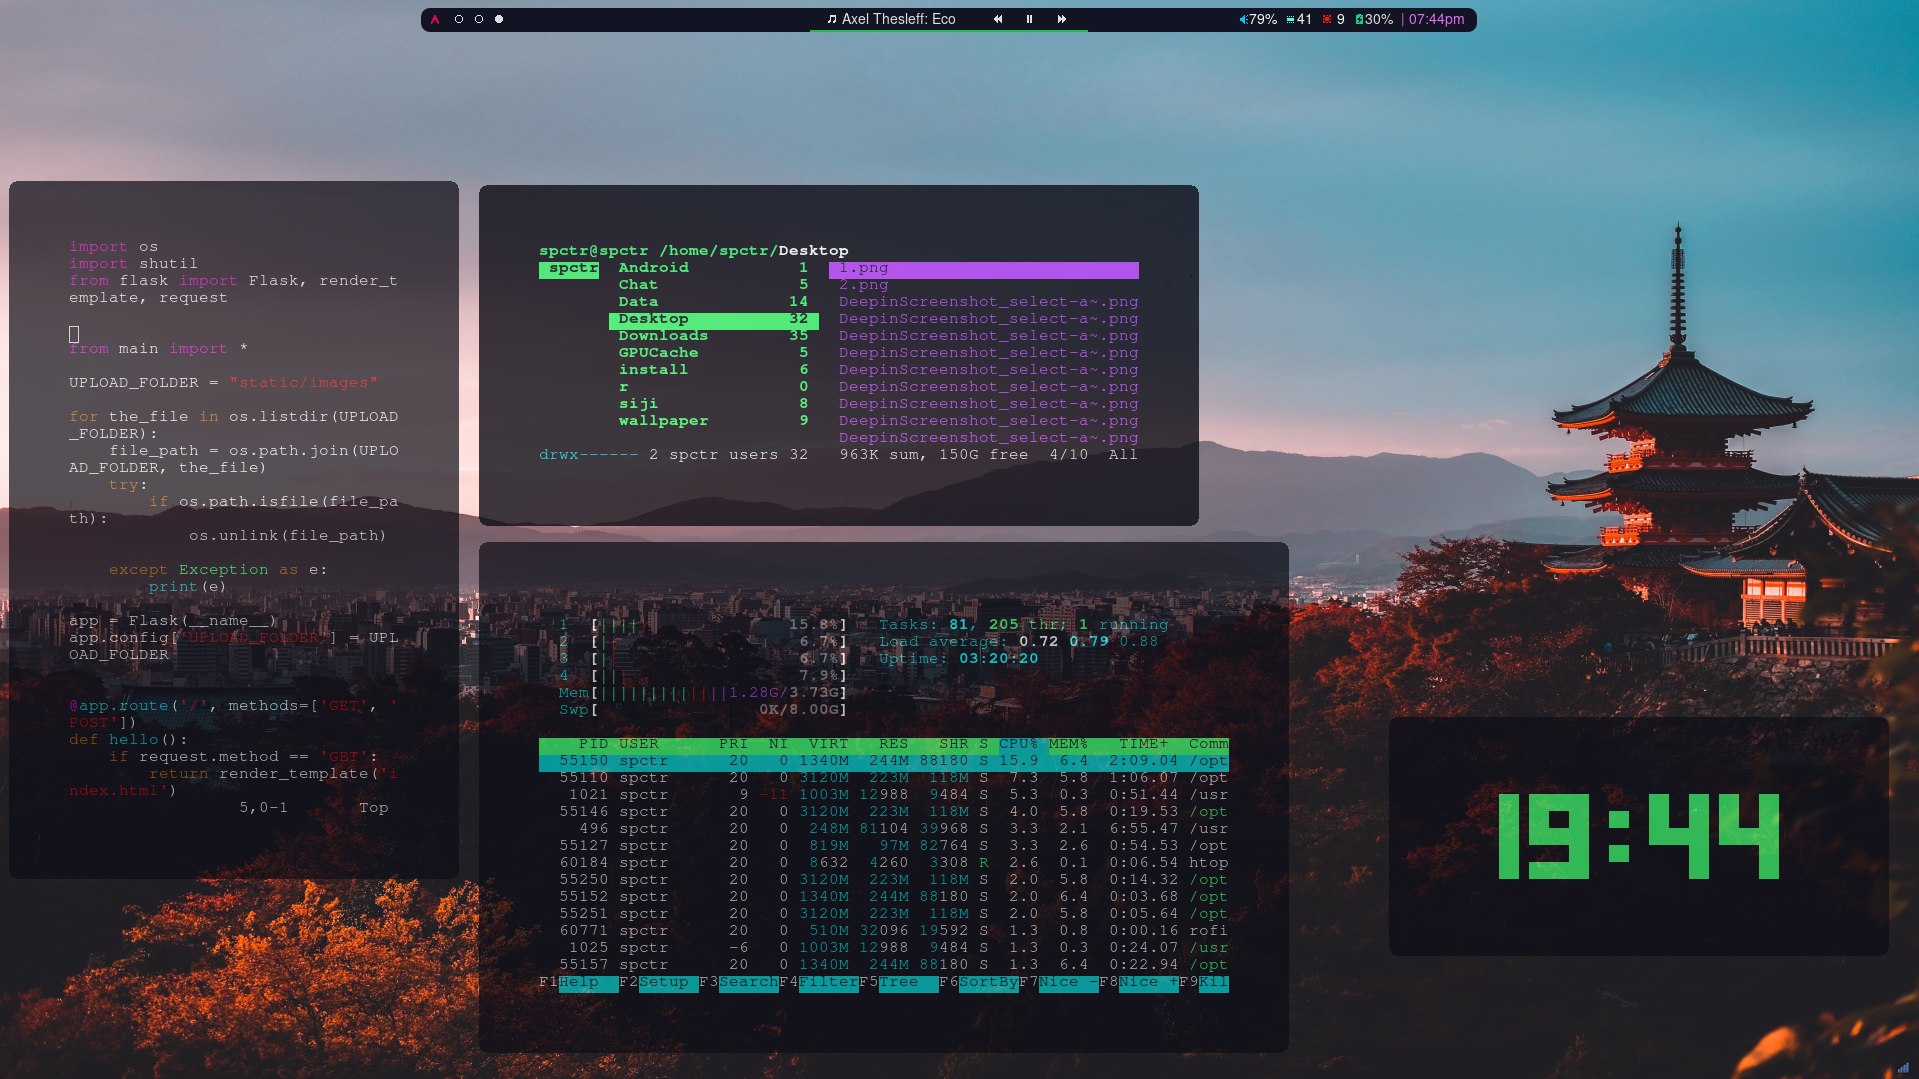 Axel Thesleff: Eco
79% 41 9 30% | 07:44pm
import os
import shutil
from flask import Flask, render_t
emplate, request
from main import *
UPLOAD_FOLDER = "static/images"
for the_file in os.listdir(UPLOAD
_FOLDER):
file_path = os.path.join(UPLO
AD_FOLDER, the_file)
try:
if os.path.isfile(file_pa
th):
os.unlink(file_path)
except Exception as e:
print(e)
app = Flask(__name__)
app.config['UPLOAD_FOLDER'] = UPL
OAD_FOLDER
@app.route('/', methods=['GET', '
POST'])
def hello():
if request.method == 'GET':
return render_template('i
ndex.html')
5,0-1 Top
spctr@spctr /home/spctr/Desktop
spctr Android 1 1.png
Chat 5 2.png
Data 14 DeepinScreenshot_select-a~.png
Desktop 32 DeepinScreenshot_select-a~.png
Downloads 35 DeepinScreenshot_select-a~.png
GPUCache 5 DeepinScreenshot_select-a~.png
install 6 DeepinScreenshot_select-a~.png
r 0 DeepinScreenshot_select-a~.png
siji 8 DeepinScreenshot_select-a~.png
wallpaper 9 DeepinScreenshot_select-a~.png
DeepinScreenshot_select-a~.png
drwx------ 2 spctr users 32 963K sum, 150G free 4/10 All
1 [|||| 15.8%] Tasks: 81, 205 thr; 1 running
2 [| 6.7%] Load average: 0.72 0.79 0.88
3 [| 6.7%] Uptime: 03:20:20
4 [|| 7.9%]
Mem[|||||||||||||1.28G/3.73G]
Swp[ 0K/8.00G]
PID USER PRI NI VIRT RES SHR S CPU% MEM% TIME+ Comm
55150 spctr 20 0 1340M 244M 88180 S 15.9 6.4 2:09.04 /opt
55110 spctr 20 0 3120M 223M 118M S 7.3 5.8 1:06.07 /opt
1021 spctr 9 -11 1003M 12988 9484 S 5.3 0.3 0:51.44 /usr
55146 spctr 20 0 3120M 223M 118M S 4.0 5.8 0:19.53 /opt
496 spctr 20 0 248M 81104 39968 S 3.3 2.1 6:55.47 /usr
55127 spctr 20 0 819M 97M 82764 S 3.3 2.6 0:54.53 /opt
60184 spctr 20 0 8632 4260 3308 R 2.6 0.1 0:06.54 htop
55250 spctr 20 0 3120M 223M 118M S 2.0 5.8 0:14.32 /opt
55152 spctr 20 0 1340M 244M 88180 S 2.0 6.4 0:03.68 /opt
55251 spctr 20 0 3120M 223M 118M S 2.0 5.8 0:05.64 /opt
60771 spctr 20 0 510M 32096 19592 S 1.3 0.8 0:00.16 rofi
1025 spctr -6 0 1003M 12988 9484 S 1.3 0.3 0:24.07 /usr
55157 spctr 20 0 1340M 244M 88180 S 1.3 6.4 0:22.94 /opt
F1Help F2Setup F3SearchF4FilterF5Tree F6SortByF7Nice -F8Nice +F9Kil
19:44